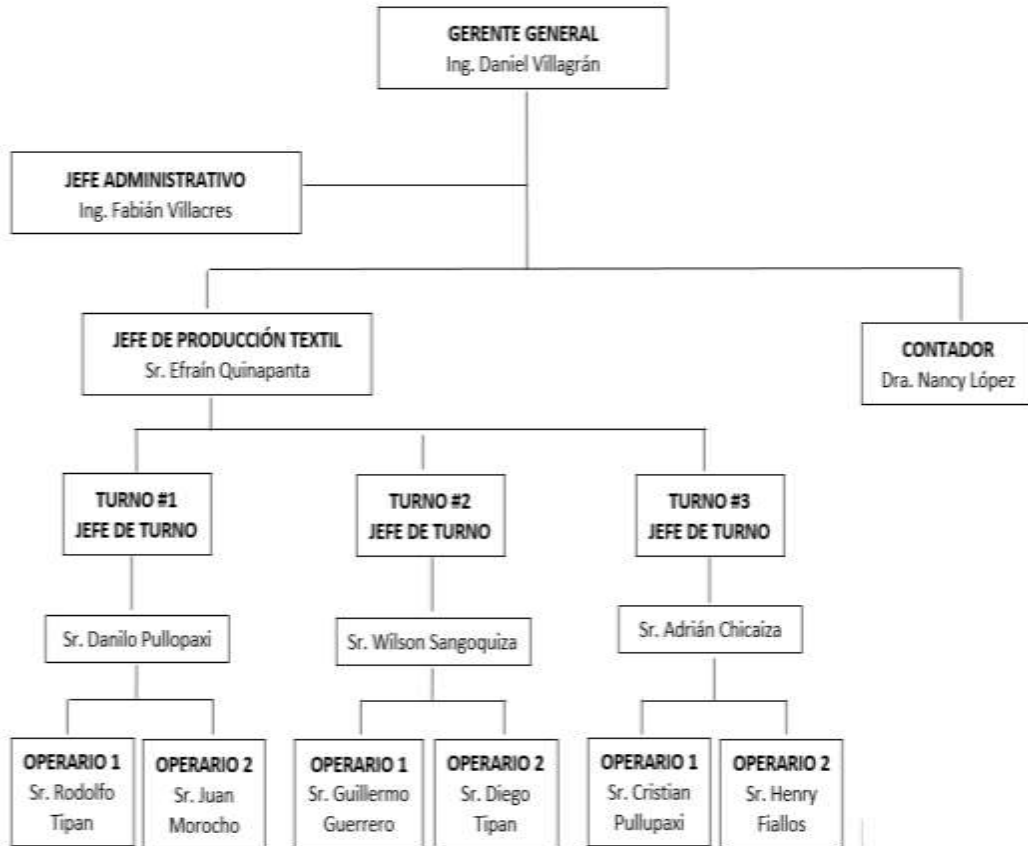 GERENTE GENERAL
Ing. Daniel Villagrán
JEFE ADMINISTRATIVO
Ing. Fabián Villacres
JEFE DE PRODUCCIÓN TEXTIL
Sr. Efraín Quinapanta
CONTADOR
Dra. Nancy López
TURNO #1
JEFE DE TURNO
TURNO #2
JEFE DE TURNO
TURNO #3
JEFE DE TURNO
Sr. Danilo Pullopaxi
Sr. Wilson Sangoquiza
Sr. Adrián Chicaiza
OPERARIO 1
Sr. Rodolfo
Tipan
OPERARIO 2
Sr. Juan
Morocho
OPERARIO 1
Sr. Guillermo
Guerrero
OPERARIO 2
Sr. Diego
Tipan
OPERARIO 1
Sr. Cristian
Pullupaxi
OPERARIO 2
Sr. Henry
Fiallos